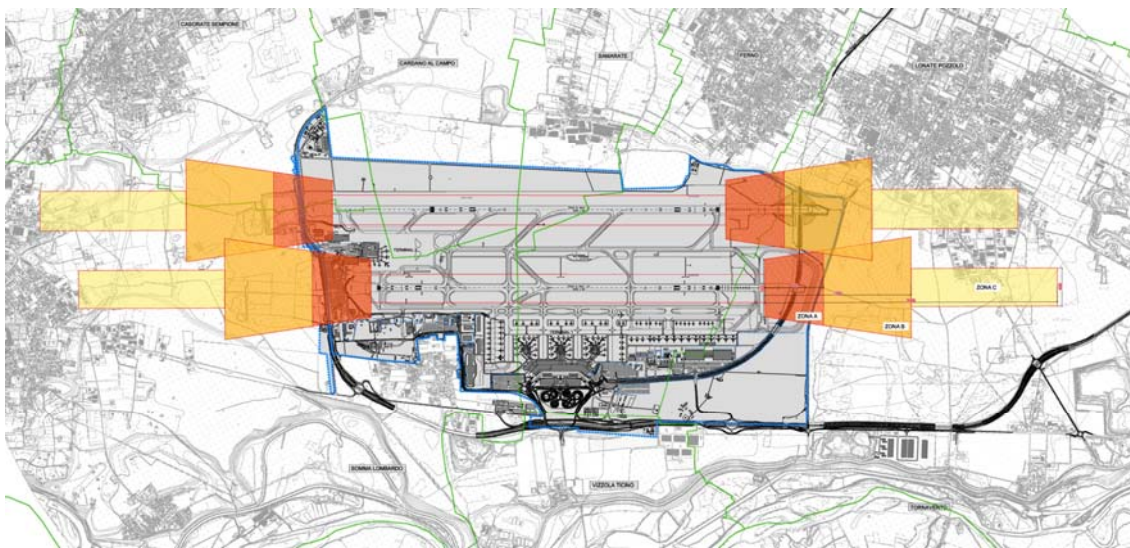 CASORATE SEMPIONE
CARDANO AL CAMPO
SAMARATE
FERNO
LONATE POZZOLO
ZONA C
ZONA A
ZONA B
SOMMA LOMBARDO
VIZZOLA TICINO
TORNAVENTO